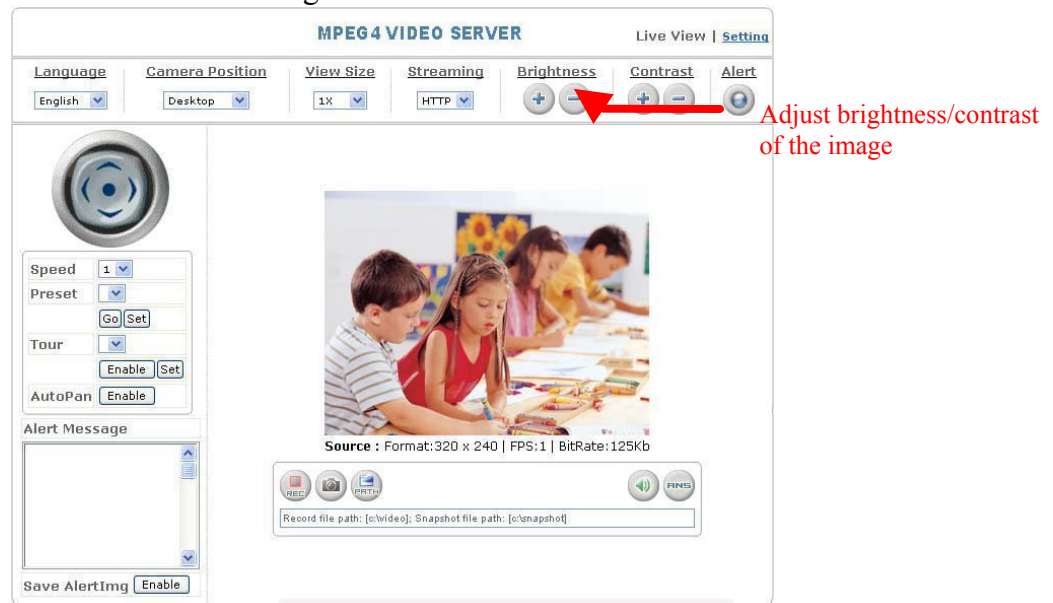 MPEG4 VIDEO SERVER
Live View | Setting
Language Camera Position View Size Streaming Brightness Contrast Alert
English Desktop 1X HTTP
Adjust brightness/contrast
of the image
Speed 1
Preset
Go Set
Tour
Enable Set
AutoPan Enable
Alert Message
Source : Format:320 x 240 | FPS:1 | BitRate:125Kb
REC PATH ANS
Record file path: [c:\video]; Snapshot file path: [c:\snapshot]
Save AlertImg Enable